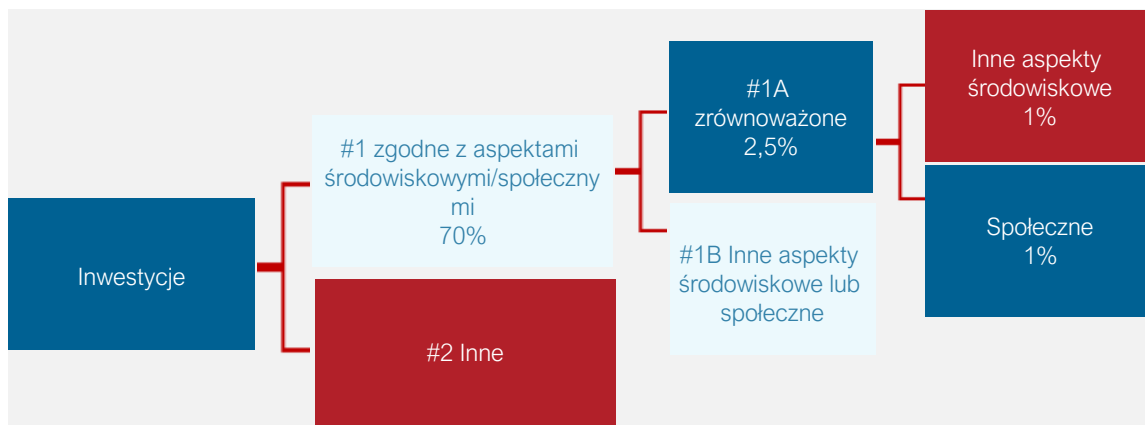 Inwestycje
#1 zgodne z aspektami
środowiskowymi/społeczny
mi
70%
#2 Inne
#1A
zrównoważone
2,5%
#1B Inne aspekty
środowiskowe lub
społeczne
Inne aspekty
środowiskowe
1%
Społeczne
1%